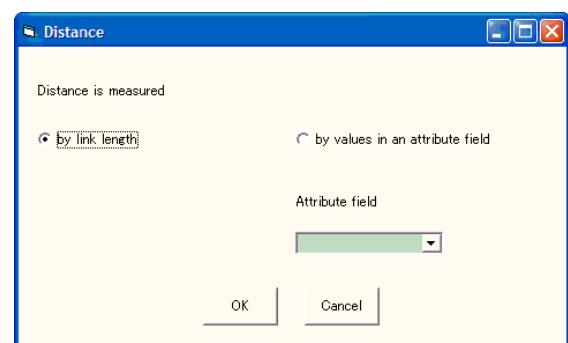 Distance
Distance is measured
by link length
by values in an attribute field
Attribute field
OK
Cancel